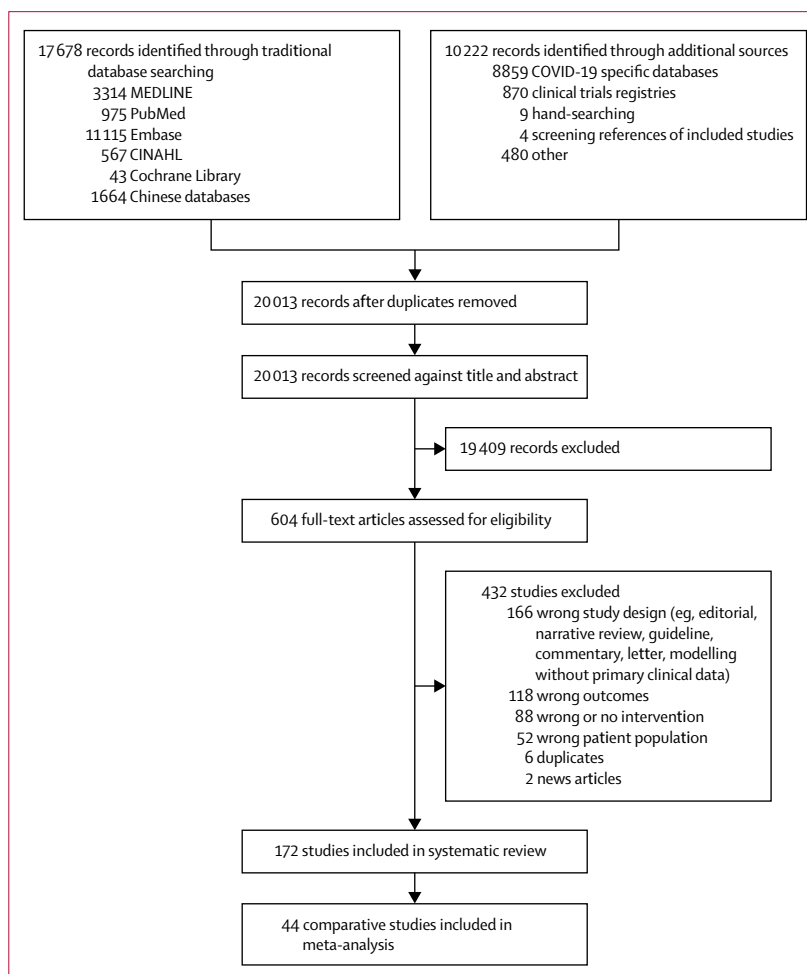 17 678 records identified through traditional
database searching
3314 MEDLINE
975 PubMed
11 115 Embase
567 CINAHL
43 Cochrane Library
1664 Chinese databases
10 222 records identified through additional sources
8859 COVID-19 specific databases
870 clinical trials registries
9 hand-searching
4 screening references of included studies
480 other
20 013 records after duplicates removed
20 013 records screened against title and abstract
19 409 records excluded
604 full-text articles assessed for eligibility
432 studies excluded
166 wrong study design (eg, editorial,
narrative review, guideline,
commentary, letter, modelling
without primary clinical data)
118 wrong outcomes
88 wrong or no intervention
52 wrong patient population
6 duplicates
2 news articles
172 studies included in systematic review
44 comparative studies included in
meta-analysis